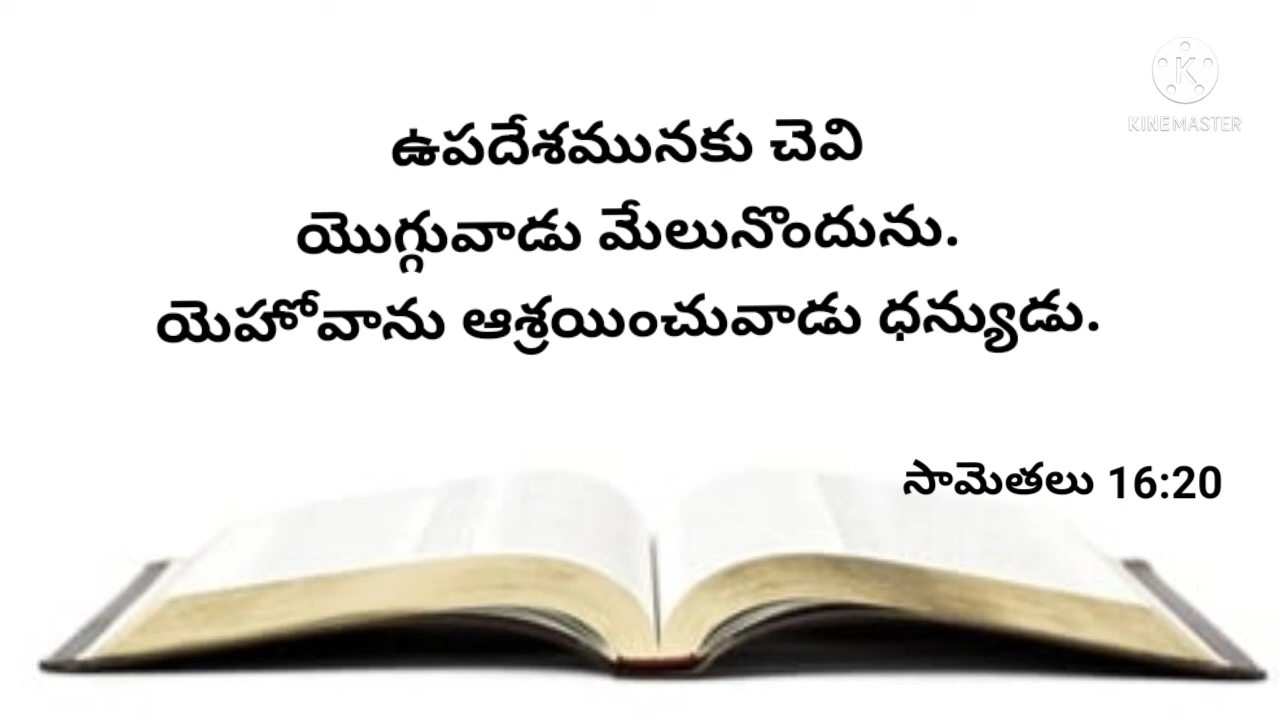 KINEMASTER
ఉపదేశమునకు చెవి
యొగ్గువాడు మేలునొందును.
యెహోవాను ఆశ్రయించువాడు ధన్యుడు.
సామెతలు 16:20